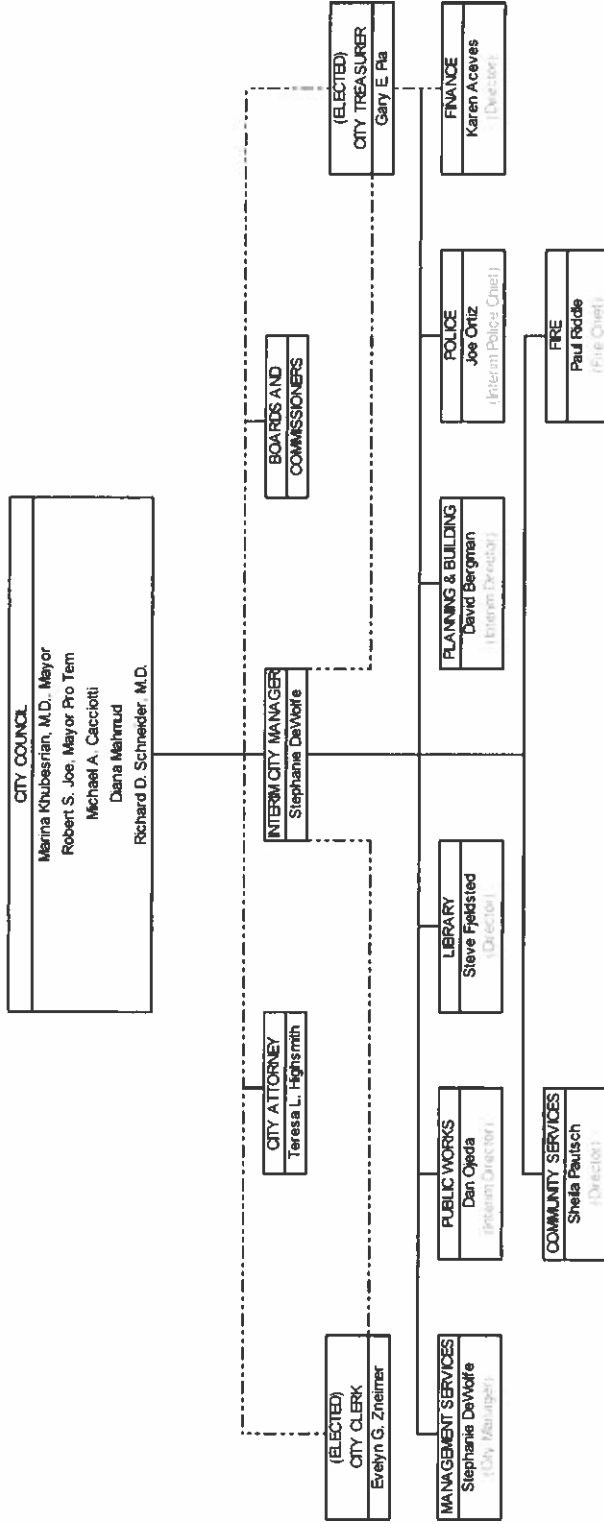 CITY COUNCIL
Marina Khubesrian, M.D., Mayor
Robert S. Joe, Mayor Pro Tem
Michael A. Cacciotti
Diana Mahmud
Richard D. Schneider, M.D.
CITY ATTORNEY
Teresa L. Highsmith
INTERIM CITY MANAGER
Stephanie DeWolfe
BOARDS AND
COMMISSIONERS
(ELECTED)
CITY CLERK
Evelyn G. Zneimer
(ELECTED)
CITY TREASURER
Gary E. Pia
MANAGEMENT SERVICES
Stephanie DeWolfe
(City Manager)
PUBLIC WORKS
Dan Ojeda
(Interim Director)
LIBRARY
Steve Fjeldsted
(Director)
PLANNING & BUILDING
David Bergman
(Interim Director)
POLICE
Joe Ortiz
(Interim Police Chief)
FINANCE
Karen Aceves
(Director)
COMMUNITY SERVICES
Sheila Pautsch
(Director)
FIRE
Paul Riddle
(Fire Chief)